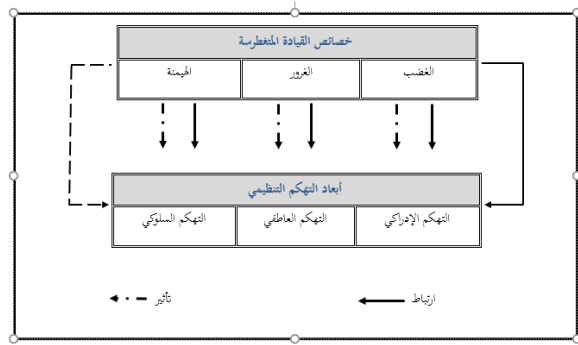 خصائص القيادة المتغطرسة
الغضب الغرور الهيمنة
أبعاد التهكم التنظيمي
التهكم الإدراكي التهكم العاطفي التهكم السلوكي
ارتباط تأثير